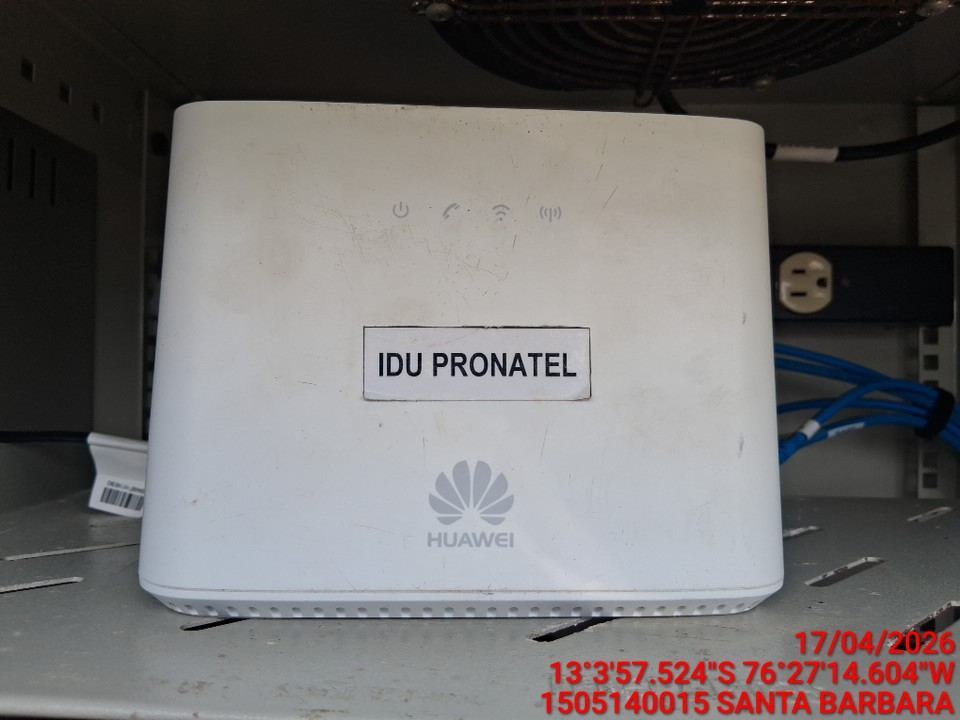 IDU PRONATEL
HUAWEI
17/04/2026
13°3'57.524"S 76°27'14.604"W
1505140015 SANTA BARBARA